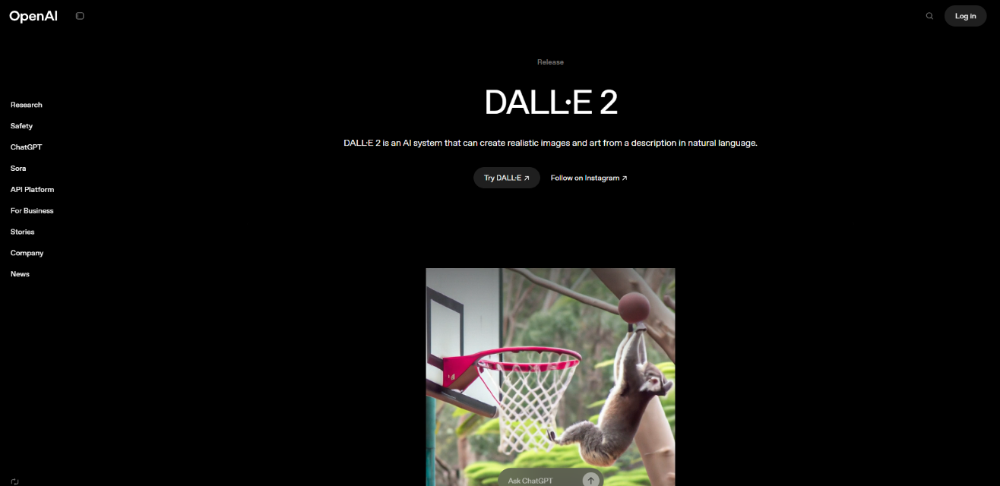 OpenAI
Log in
Research
Safety
ChatGPT
Sora
API Platform
For Business
Stories
Company
News
Release
DALL·E 2
DALL·E 2 is an AI system that can create realistic images and art from a description in natural language.
Try DALL·E ↗ Follow on Instagram ↗
Ask ChatGPT